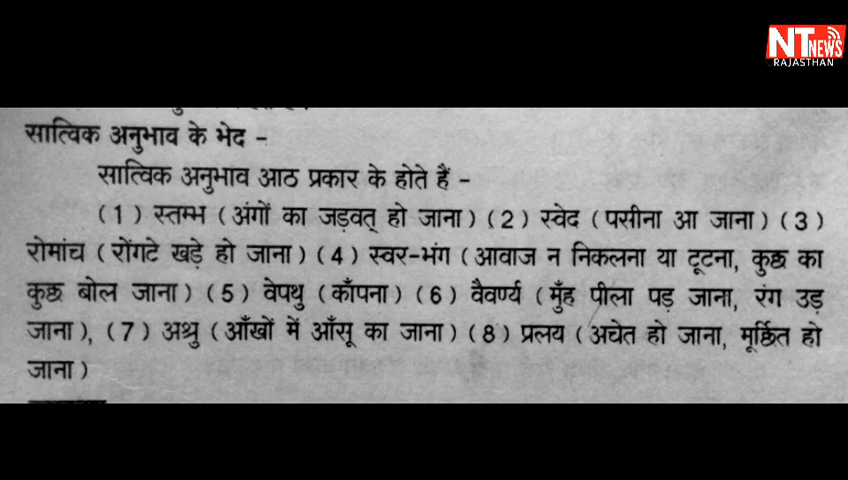 NT NEWS
RAJASTHAN
सात्विक अनुभाव के भेद -
सात्विक अनुभाव आठ प्रकार के होते हैं -
(1) स्तम्भ (अंगों का जड़वत् हो जाना) (2) स्वेद (पसीना आ जाना) (3)
रोमांच (रोंगटे खड़े हो जाना) (4) स्वर-भंग (आवाज न निकलना या टूटना, कुछ का
कुछ बोल जाना) (5) वेपथु (काँपना) (6) वैवर्ण्य (मुँह पीला पड़ जाना, रंग उड़
जाना), (7) अश्रु (आँखों में आँसू का जाना) (8) प्रलय (अचेत हो जाना, मूर्छित हो
जाना)